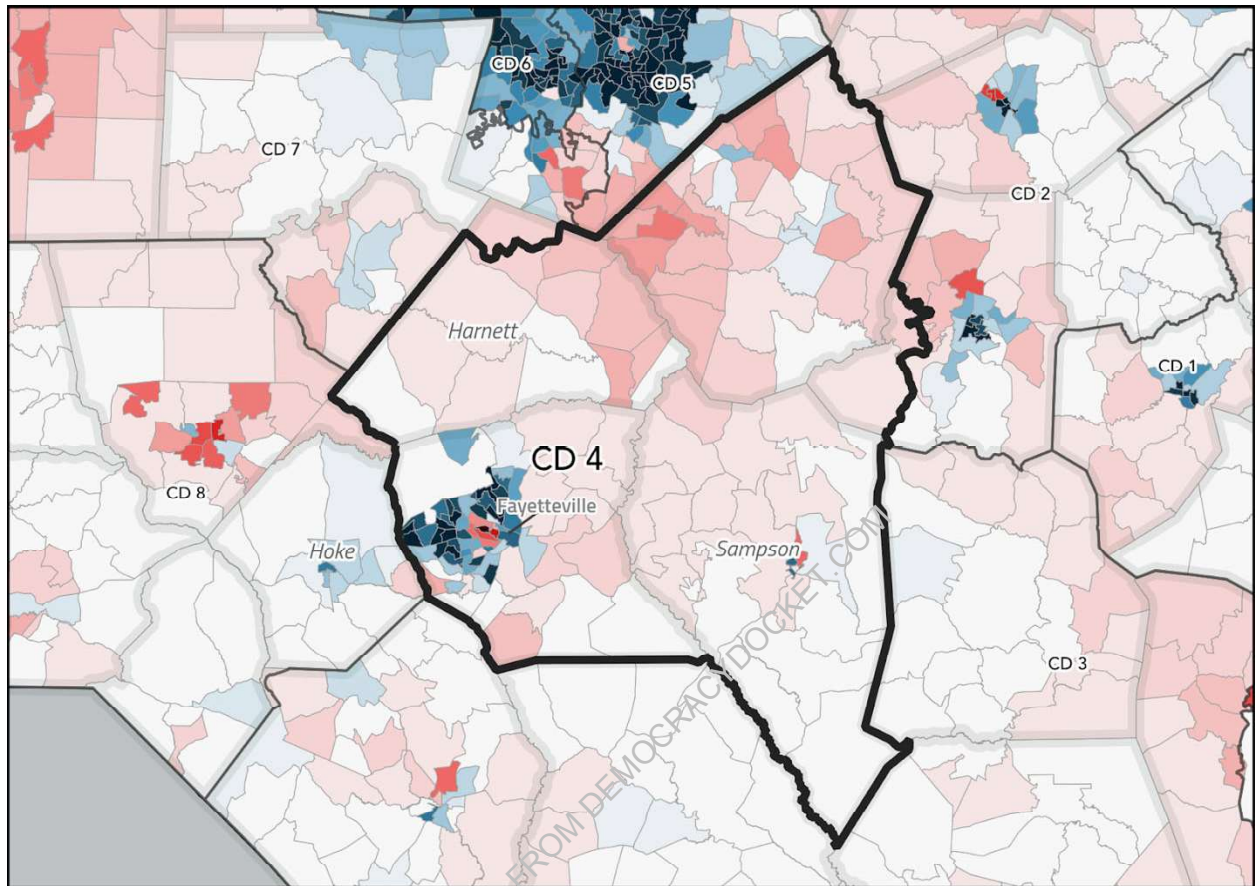 CD 6
CD 5
CD 7
CD 2
Harnett
CD 1
CD 4
CD 8
Fayetteville
Hoke
Sampson
CD 3
FROM DEMOCRACYDOCKET.COM